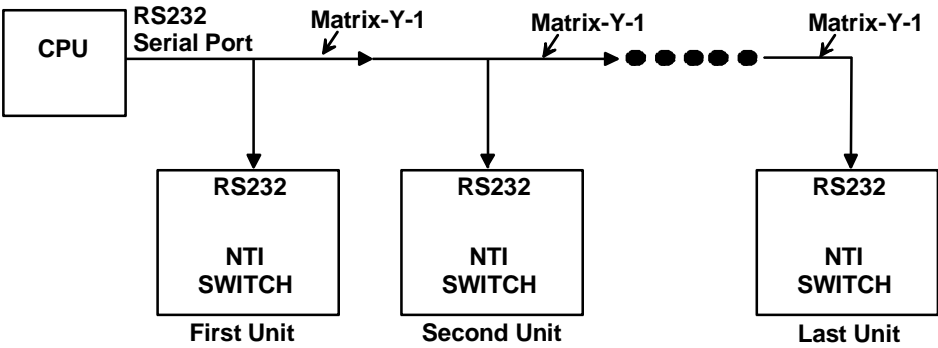 CPU
RS232
Serial Port
Matrix-Y-1
Matrix-Y-1
Matrix-Y-1
RS232
NTI
SWITCH
First Unit
RS232
NTI
SWITCH
Second Unit
RS232
NTI
SWITCH
Last Unit